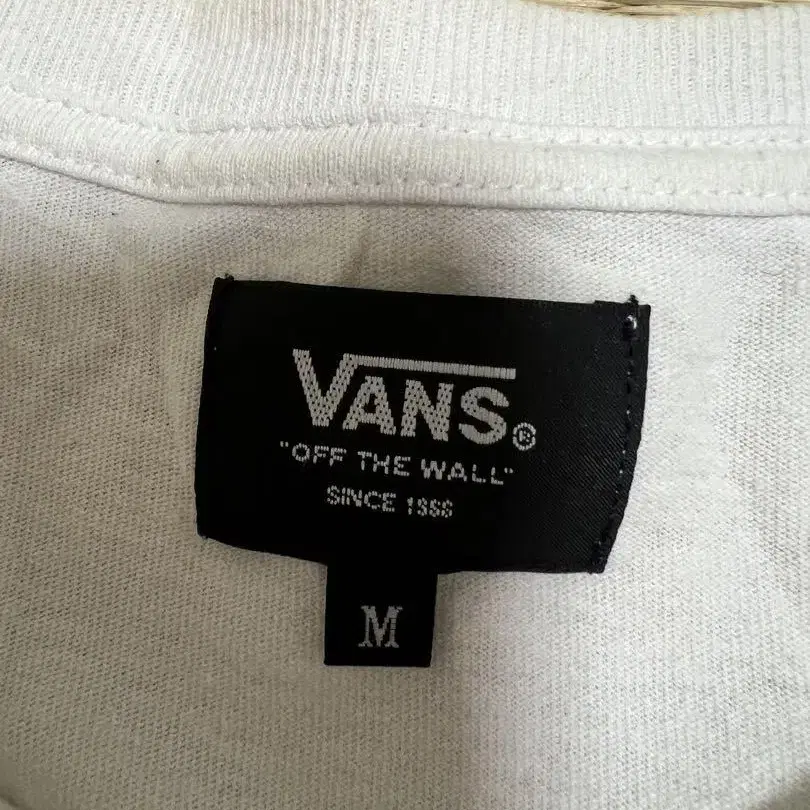 VANS®
"OFF THE WALL"
SINCE 1966
M